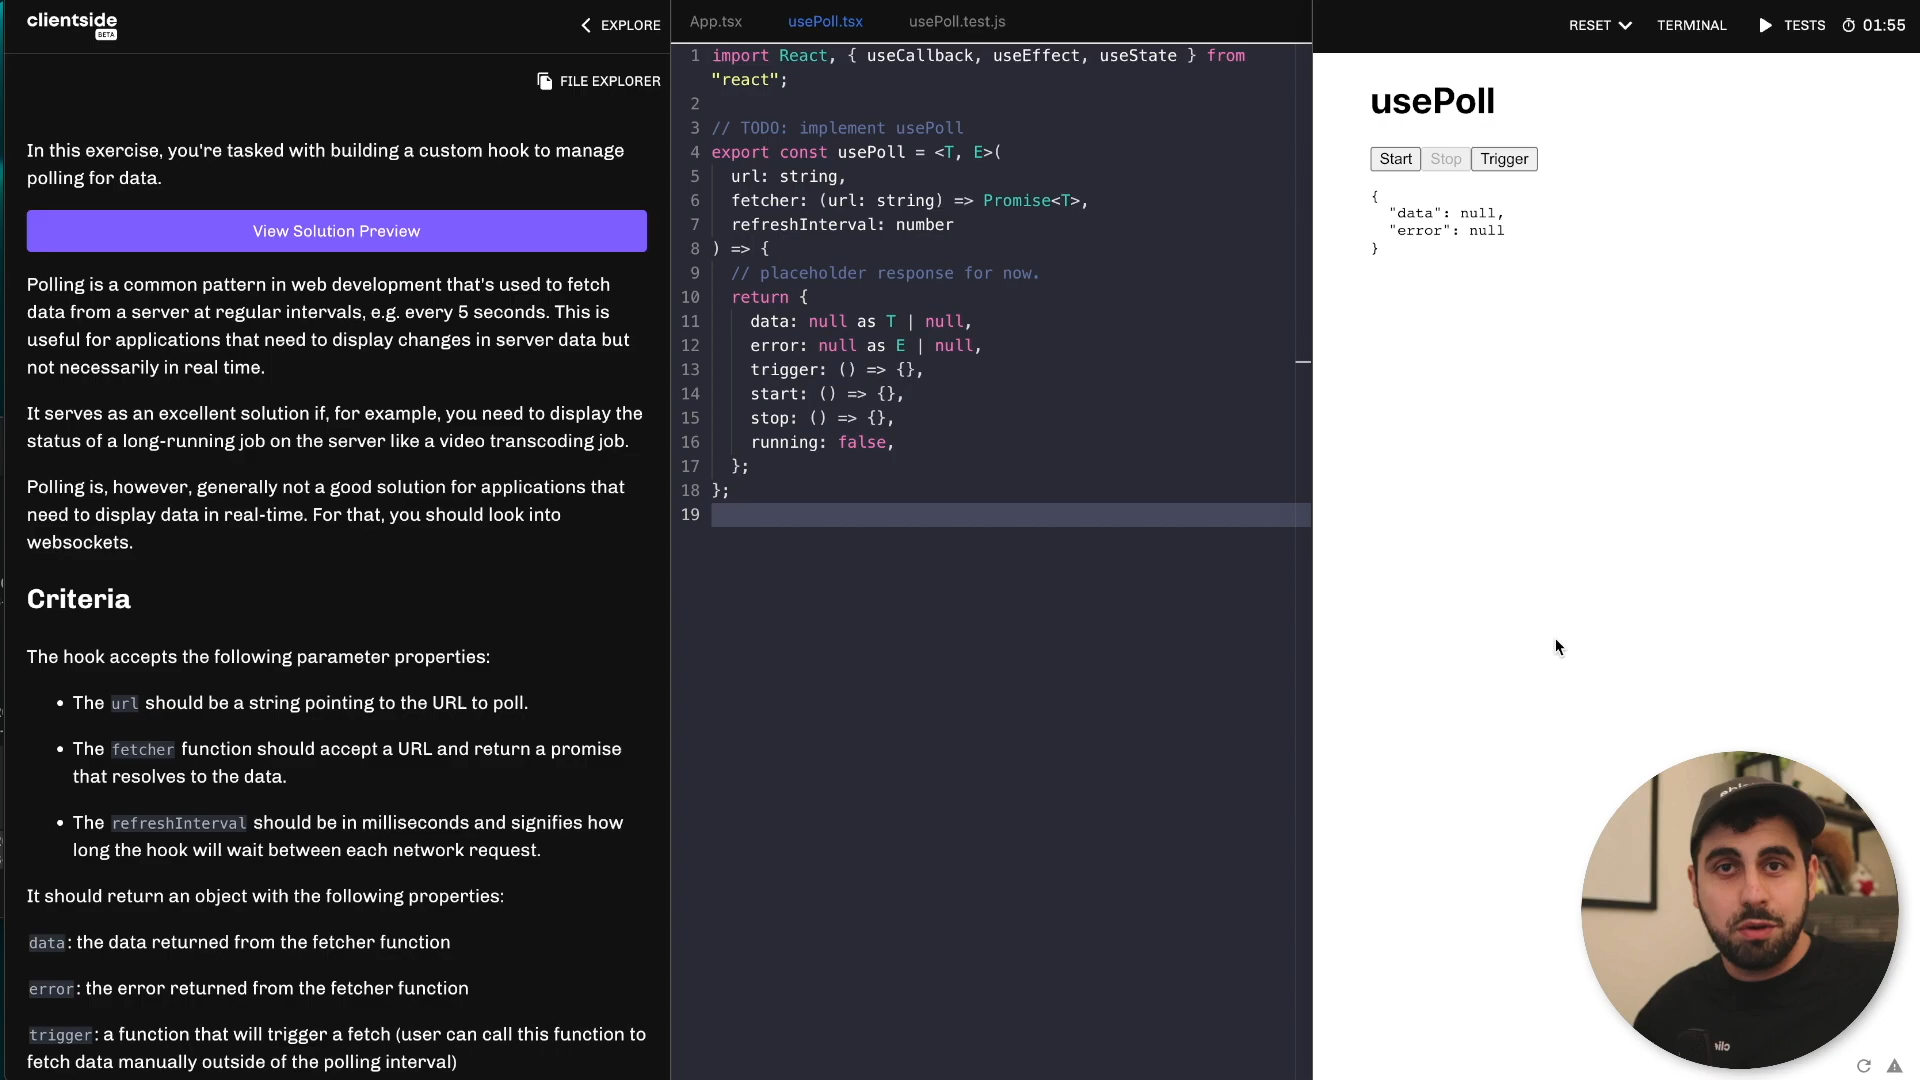 clientside
BETA
EXPLORE
FILE EXPLORER
In this exercise, you're tasked with building a custom hook to manage
polling for data.
View Solution Preview
Polling is a common pattern in web development that's used to fetch
data from a server at regular intervals, e.g. every 5 seconds. This is
useful for applications that need to display changes in server data but
not necessarily in real time.
It serves as an excellent solution if, for example, you need to display the
status of a long-running job on the server like a video transcoding job.
Polling is, however, generally not a good solution for applications that
need to display data in real-time. For that, you should look into
websockets.
Criteria
The hook accepts the following parameter properties:
• The url should be a string pointing to the URL to poll.
• The fetcher function should accept a URL and return a promise
that resolves to the data.
• The refreshInterval should be in milliseconds and signifies how
long the hook will wait between each network request.
It should return an object with the following properties:
data: the data returned from the fetcher function
error: the error returned from the fetcher function
trigger: a function that will trigger a fetch (user can call this function to
fetch data manually outside of the polling interval)
App.tsx usePoll.tsx usePoll.test.js
1 import React, { useCallback, useEffect, useState } from
"react";
2
3 // TODO: implement usePoll
4 export const usePoll = <T, E>(
5 url: string,
6 fetcher: (url: string) => Promise<T>,
7 refreshInterval: number
8 ) => {
9 // placeholder response for now.
10 return {
11 data: null as T | null,
12 error: null as E | null,
13 trigger: () => {},
14 start: () => {},
15 stop: () => {},
16 running: false,
17 };
18 };
19
RESET TERMINAL TESTS 01:55
usePoll
Start Stop Trigger
{
"data": null,
"error": null
}